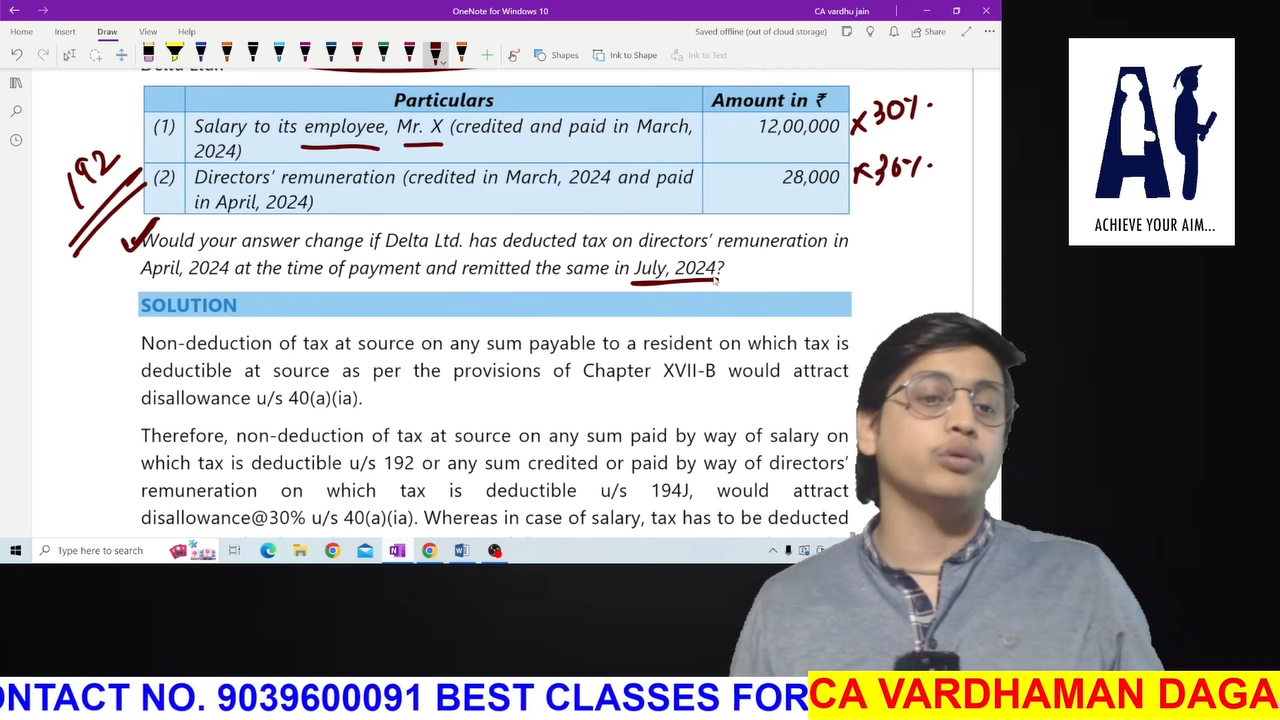 OneNote for Windows 10
CA vardhu jain
Home
Insert
Draw
View
Help
Saved offline (out of cloud storage)
Share
Shapes
Ink to Shape
Ink to Text
Delta Ltd.
Particulars
Amount in ₹
(1) Salary to its employee, Mr. X (credited and paid in March, 12,00,000 × 30%.
2024)
192
(2) Directors’ remuneration (credited in March, 2024 and paid 28,000 × 30%.
in April, 2024)
Would your answer change if Delta Ltd. has deducted tax on directors’ remuneration in
April, 2024 at the time of payment and remitted the same in July, 2024?
SOLUTION
Non-deduction of tax at source on any sum payable to a resident on which tax is
deductible at source as per the provisions of Chapter XVII-B would attract
disallowance u/s 40(a)(ia).
Therefore, non-deduction of tax at source on any sum paid by way of salary on
which tax is deductible u/s 192 or any sum credited or paid by way of directors’
remuneration on which tax is deductible u/s 194J, would attract
disallowance@30% u/s 40(a)(ia). Whereas in case of salary, tax has to be deducted
Type here to search
ACHIEVE YOUR AIM...
ONTACT NO. 9039600091 BEST CLASSES FOR
CA VARDHAMAN DAGA